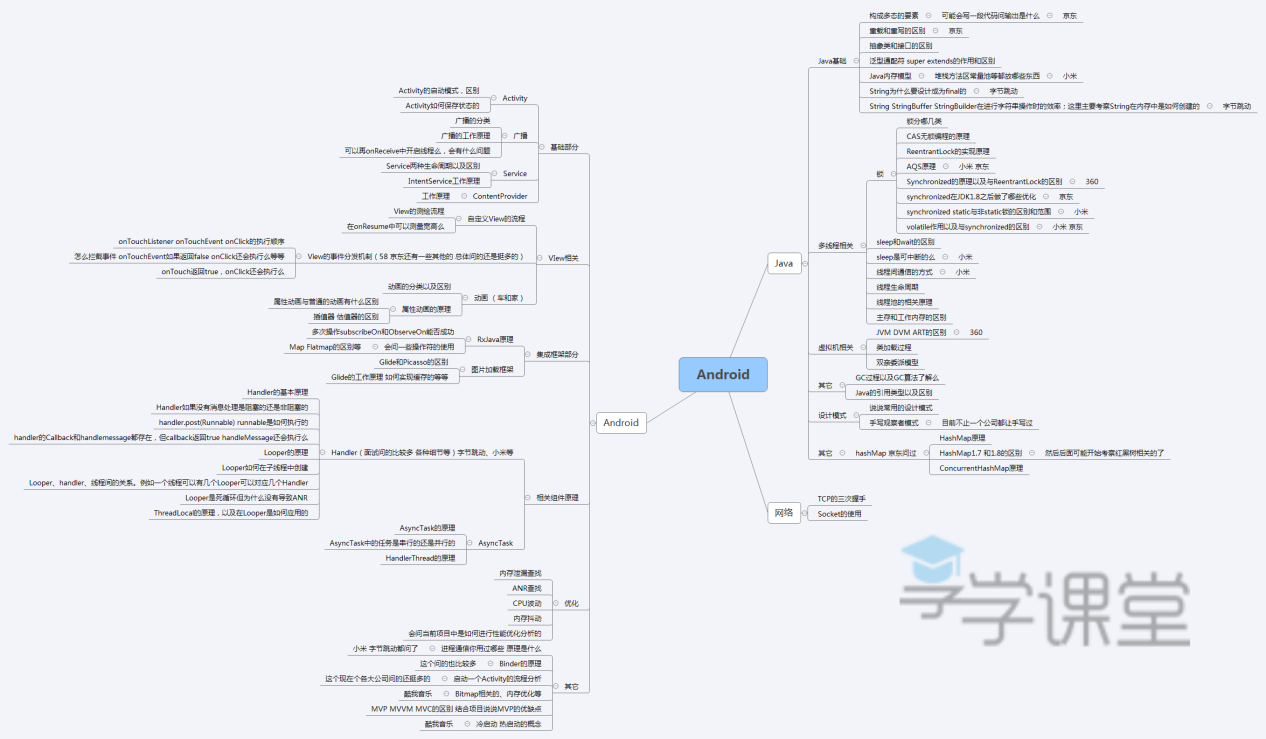 Android
Java
Java基础
构成多态的要素
可能会写一段代码问输出是什么
京东
重载和重写的区别
京东
抽象类和接口的区别
泛型通配符 super extends的作用和区别
Java内存模型
堆栈方法区常量池等都放哪些东西
小米
String为什么要设计成为final的
字节跳动
String StringBuffer StringBuilder在进行字符串操作时的效率；这里主要考察String在内存中是如何创建的
字节跳动
多线程相关
锁
锁分哪几类
CAS无锁编程的原理
ReentrantLock的实现原理
AQS原理
小米 京东
Synchronized的原理以及与ReentrantLock的区别
360
synchronized在JDK1.8之后做了哪些优化
京东
synchronized static与非static锁的区别和范围
小米
volatile作用以及与synchronized的区别
小米 京东
sleep和wait的区别
sleep是可中断的么
小米
线程间通信的方式
小米
线程生命周期
线程池的相关原理
主存和工作内存的区别
虚拟机相关
JVM DVM ART的区别
360
类加载过程
双亲委派模型
其它
GC过程以及GC算法了解么
Java的引用类型以及区别
设计模式
说说常用的设计模式
手写观察者模式
目前不止一个公司都让手写过
其它
hashMap 京东问过
HashMap原理
HashMap1.7 和1.8的区别
然后后面可能开始考察红黑树相关的了
ConcurrentHashMap原理
网络
TCP的三次握手
Socket的使用
Android
基础部分
Activity
Activity的启动模式，区别
Activity如何保存状态的
广播
广播的分类
广播的工作原理
可以再onReceive中开启线程么，会有什么问题
Service
Service两种生命周期以及区别
IntentService工作原理
ContentProvider
工作原理
View相关
自定义View的流程
View的测绘流程
在onResume中可以测量宽高么
View的事件分发机制（58 京东还有一些其他的 总体问的还是挺多的 ）
onTouchListener onTouchEvent onClick的执行顺序
怎么拦截事件 onTouchEvent如果返回false onClick还会执行么等等
onTouch返回true，onClick还会执行么
动画 （ 车和家 ）
动画的分类以及区别
属性动画的原理
属性动画与普通的动画有什么区别
插值器 估值器的区别
集成框架部分
RxJava原理
多次操作subscribeOn和ObserveOn能否成功
会问一些操作符的使用
Map Flatmap的区别等
图片加载框架
Glide和Picasso的区别
Glide的工作原理 如何实现缓存的等等
相关组件原理
Handler（ 面试问的比较多 各种细节等 ）字节跳动、小米等
Handler的基本原理
Handler如果没有消息处理是阻塞的还是非阻塞的
handler.post(Runnable) runnable是如何执行的
handler的Callback和handlemessage都存在，但callback返回true handleMessage还会执行么
Looper的原理
Looper如何在子线程中创建
Looper、handler、线程间的关系。例如一个线程可以有几个Looper可以对应几个Handler
Looper是死循环但为什么没有导致ANR
ThreadLocal的原理，以及在Looper是如何应用的
AsyncTask
AsyncTask的原理
AsyncTask中的任务是串行的还是并行的
HandlerThread的原理
优化
内存泄漏查找
ANR查找
CPU波动
内存抖动
会问当前项目中是如何进行性能优化分析的
其它
进程通信你用过哪些 原理是什么
小米 字节跳动都问了
Binder的原理
这个问的也比较多
启动一个Activity的流程分析
这个现在个各大公司问的还挺多的
Bitmap相关的、内存优化等
酷我音乐
MVP MVVM MVC的区别 结合项目说说MVP的优缺点
冷启动 热启动的概念
酷我音乐
享学课堂